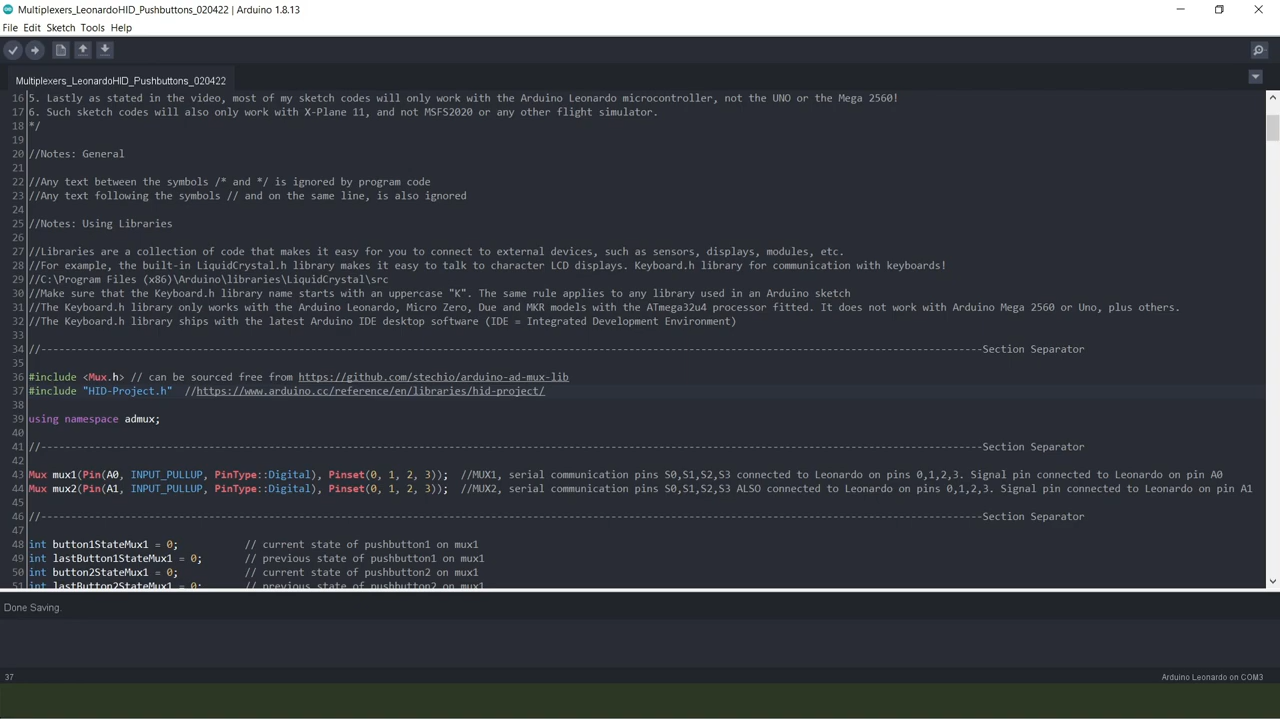 Multiplexers_LeonardoHID_Pushbuttons_020422 | Arduino 1.8.13
File Edit Sketch Tools Help
Multiplexers_LeonardoHID_Pushbuttons_020422
16 5. Lastly as stated in the video, most of my sketch codes will only work with the Arduino Leonardo microcontroller, not the UNO or the Mega 2560!
17 6. Such sketch codes will also only work with X-Plane 11, and not MSFS2020 or any other flight simulator.
18 */
19
20 //Notes: General
21
22 //Any text between the symbols /* and */ is ignored by program code
23 //Any text following the symbols // and on the same line, is also ignored
24
25 //Notes: Using Libraries
26
27 //Libraries are a collection of code that makes it easy for you to connect to external devices, such as sensors, displays, modules, etc.
28 //For example, the built-in LiquidCrystal.h library makes it easy to talk to character LCD displays. Keyboard.h library for communication with keyboards!
29 //C:\Program Files (x86)\Arduino\libraries\LiquidCrystal\src
30 //Make sure that the Keyboard.h library name starts with an uppercase "K". The same rule applies to any library used in an Arduino sketch
31 //The Keyboard.h library only works with the Arduino Leonardo, Micro Zero, Due and MKR models with the ATmega32u4 processor fitted. It does not work with Arduino Mega 2560 or Uno, plus others.
32 //The Keyboard.h library ships with the latest Arduino IDE desktop software (IDE = Integrated Development Environment)
33
34 //---------------------------------------------------------------------------------------------------------------------------------------------------------Section Separator
35
36 #include <Mux.h> // can be sourced free from https://github.com/stechio/arduino-ad-mux-lib
37 #include "HID-Project.h"  //https://www.arduino.cc/reference/en/libraries/hid-project/
38
39 using namespace admux;
40
41 //---------------------------------------------------------------------------------------------------------------------------------------------------------Section Separator
42
43 Mux mux1(Pin(A0, INPUT_PULLUP, PinType::Digital), Pinset(0, 1, 2, 3));  //MUX1, serial communication pins S0,S1,S2,S3 connected to Leonardo on pins 0,1,2,3. Signal pin connected to Leonardo on pin A0
44 Mux mux2(Pin(A1, INPUT_PULLUP, PinType::Digital), Pinset(0, 1, 2, 3));  //MUX2, serial communication pins S0,S1,S2,S3 ALSO connected to Leonardo on pins 0,1,2,3. Signal pin connected to Leonardo on pin A1
45
46 //---------------------------------------------------------------------------------------------------------------------------------------------------------Section Separator
47
48 int button1StateMux1 = 0;           // current state of pushbutton1 on mux1
49 int lastButton1StateMux1 = 0;       // previous state of pushbutton1 on mux1
50 int button2StateMux1 = 0;           // current state of pushbutton2 on mux1
51 int lastButton2StateMux1 = 0;       // previous state of pushbutton2 on mux1
Done Saving.
37
Arduino Leonardo on COM3